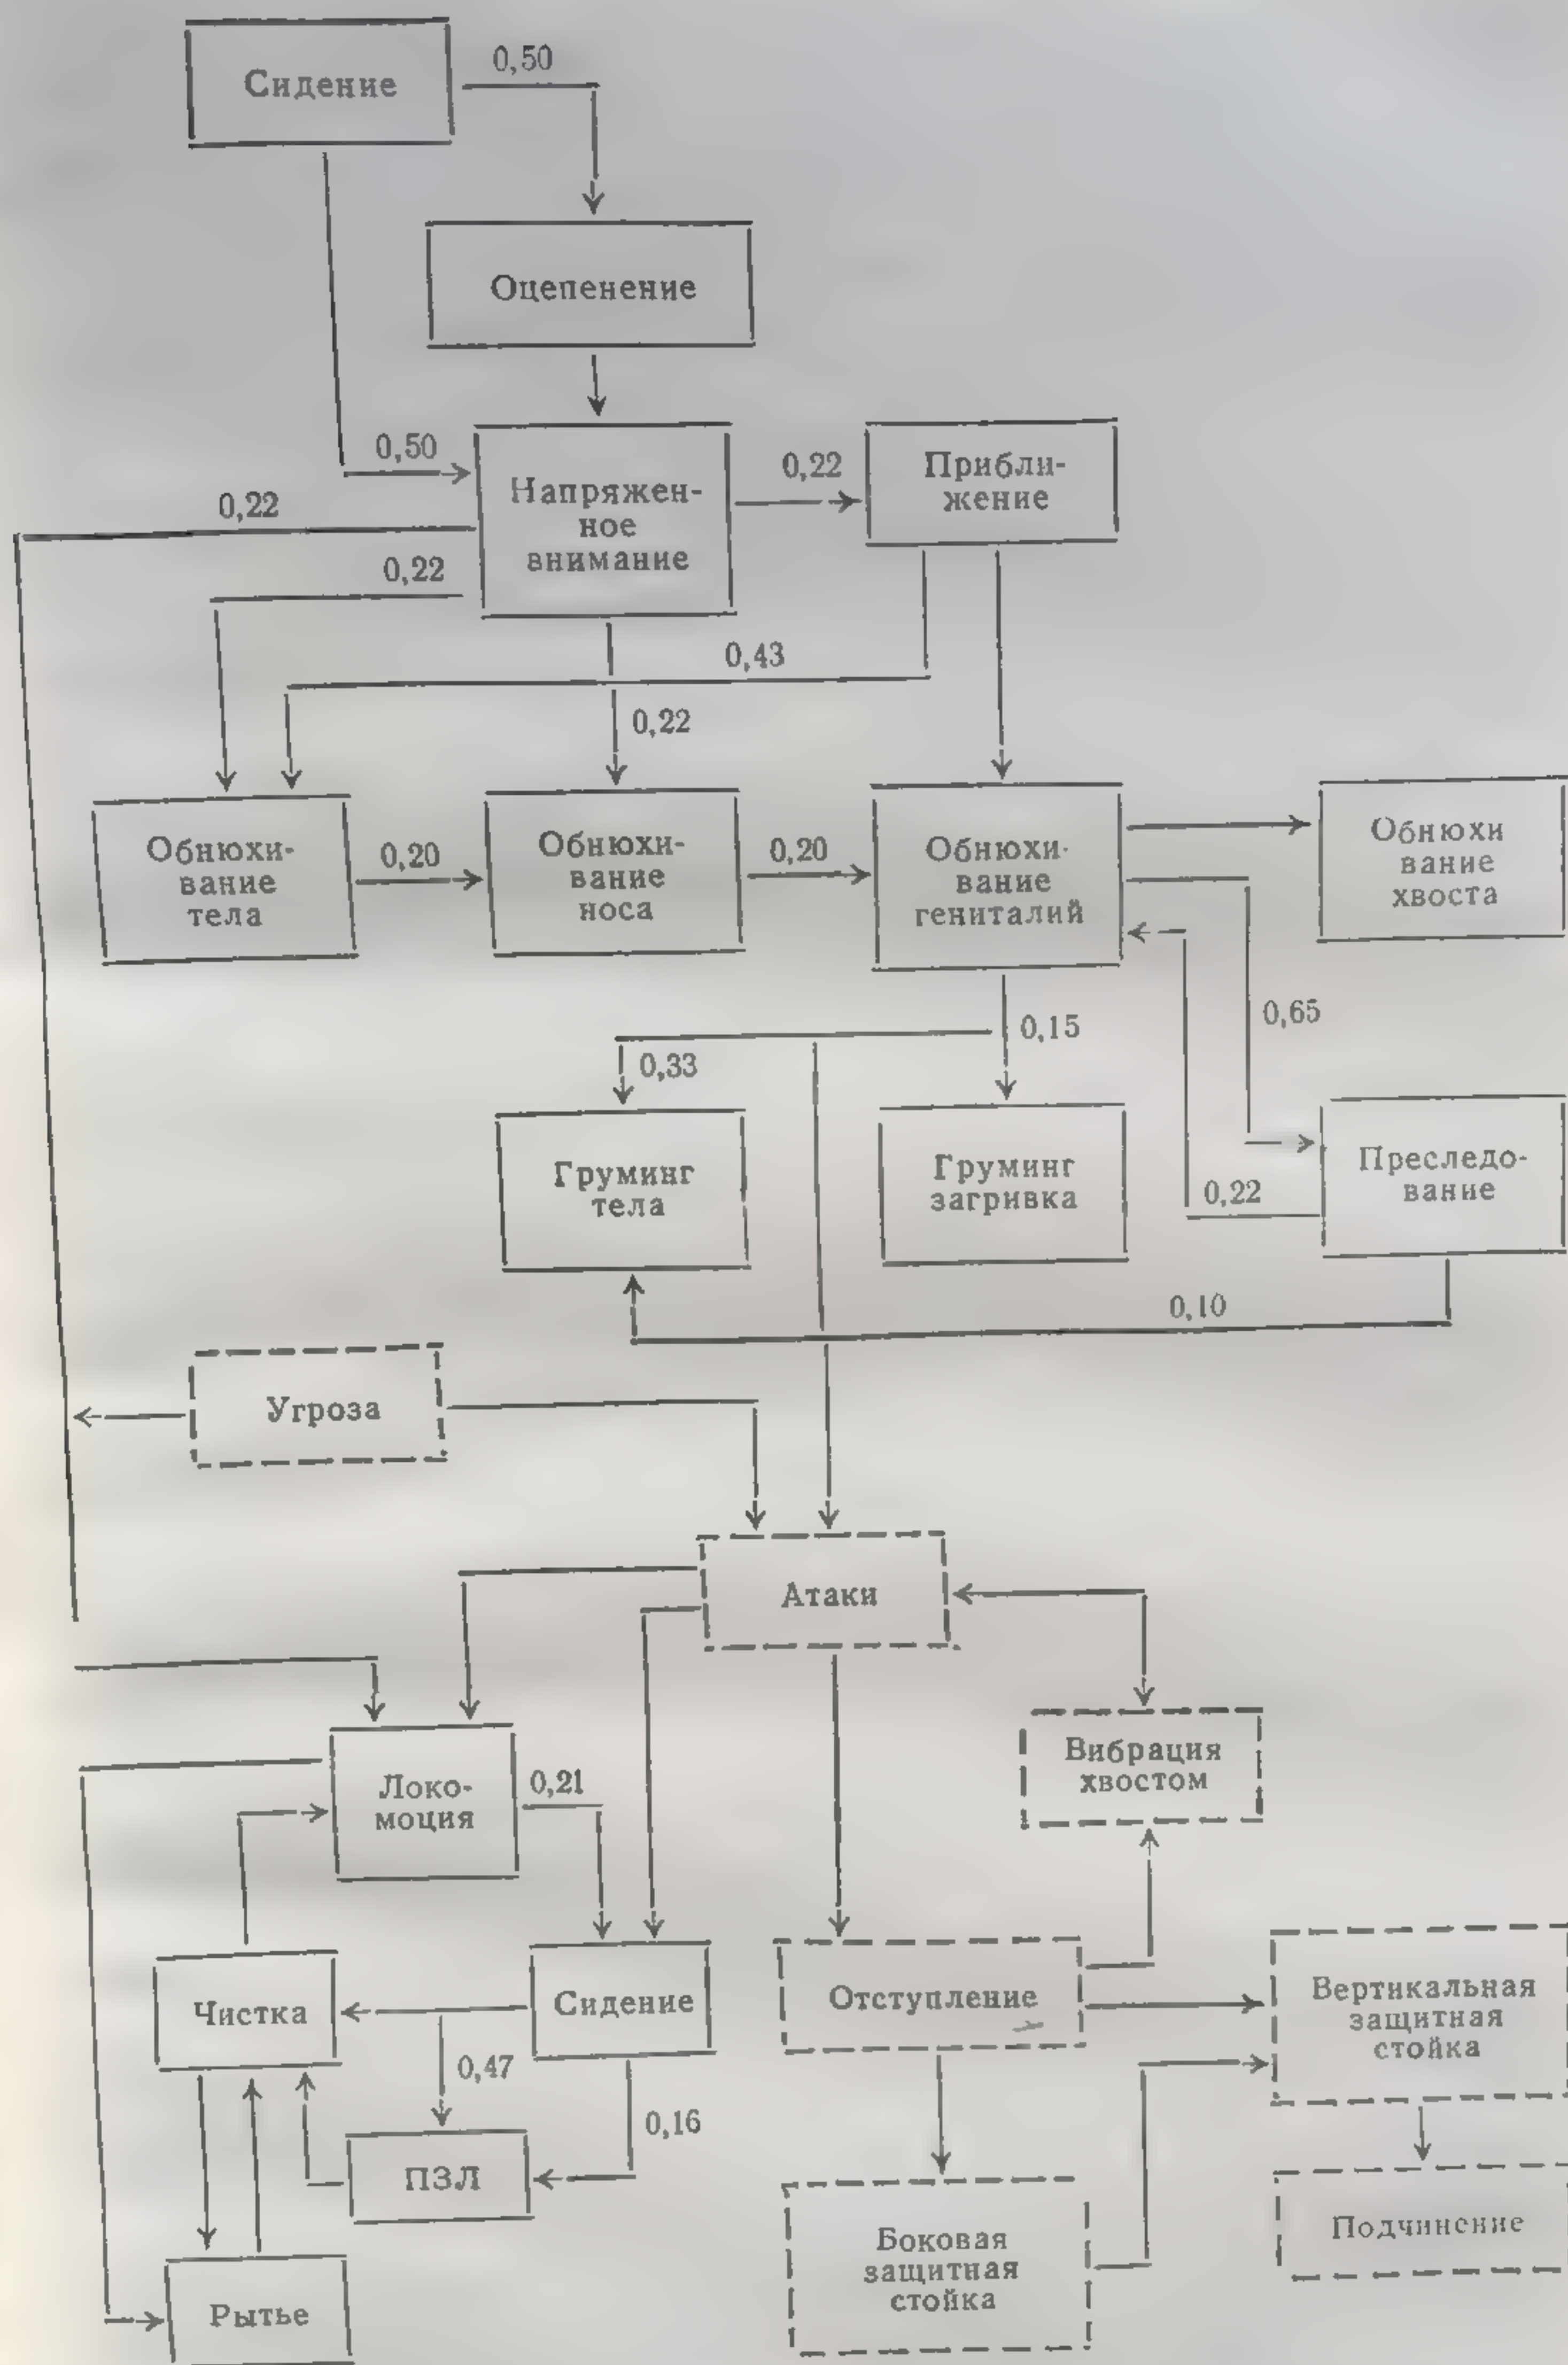 Сидение
0,50
Оцепенение
0,50
Напряжен-
ное
внимание
0,22
Прибли-
жение
0,22
0,22
0,43
0,22
Обнюхи-
вание
тела
0,20
Обнюхи-
вание
носа
0,20
Обнюхи-
вание
гениталий
Обнюхи
вание
хвоста
0,65
0,15
0,33
Груминг
тела
Груминг
загривка
Преследо-
вание
0,22
0,10
Угроза
Атаки
Вибрация
хвостом
Локо-
моция
0,21
Чистка
Сидение
Отступление
Вертикальная
защитная
стойка
0,47
0,16
ПЗЛ
Боковая
защитная
стойка
Подчинение
Рытье